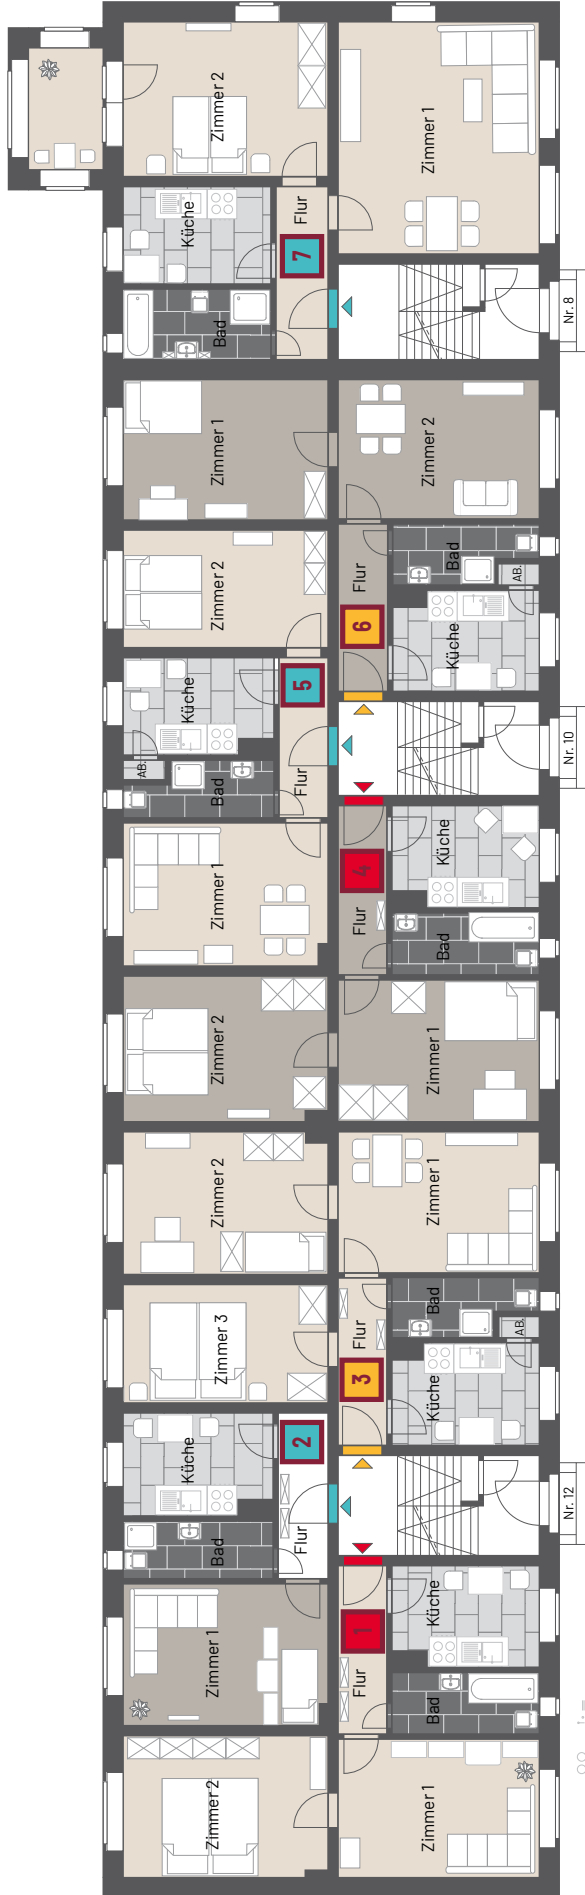 Zimmer 2
Zimmer 1
Küche
Flur
7
Bad
Nr. 8
Zimmer 1
Zimmer 2
Zimmer 2
Flur
Bad
AB.
6
Küche
Küche
5
AB.
Bad
Flur
Nr. 10
Zimmer 1
4
Küche
Flur
Bad
Zimmer 2
Zimmer 1
Zimmer 2
Zimmer 1
Zimmer 3
Flur
Bad
AB.
3
Küche
Küche
2
Bad
Flur
Nr. 12
Zimmer 1
1
Küche
Flur
Bad
Zimmer 2
Zimmer 1